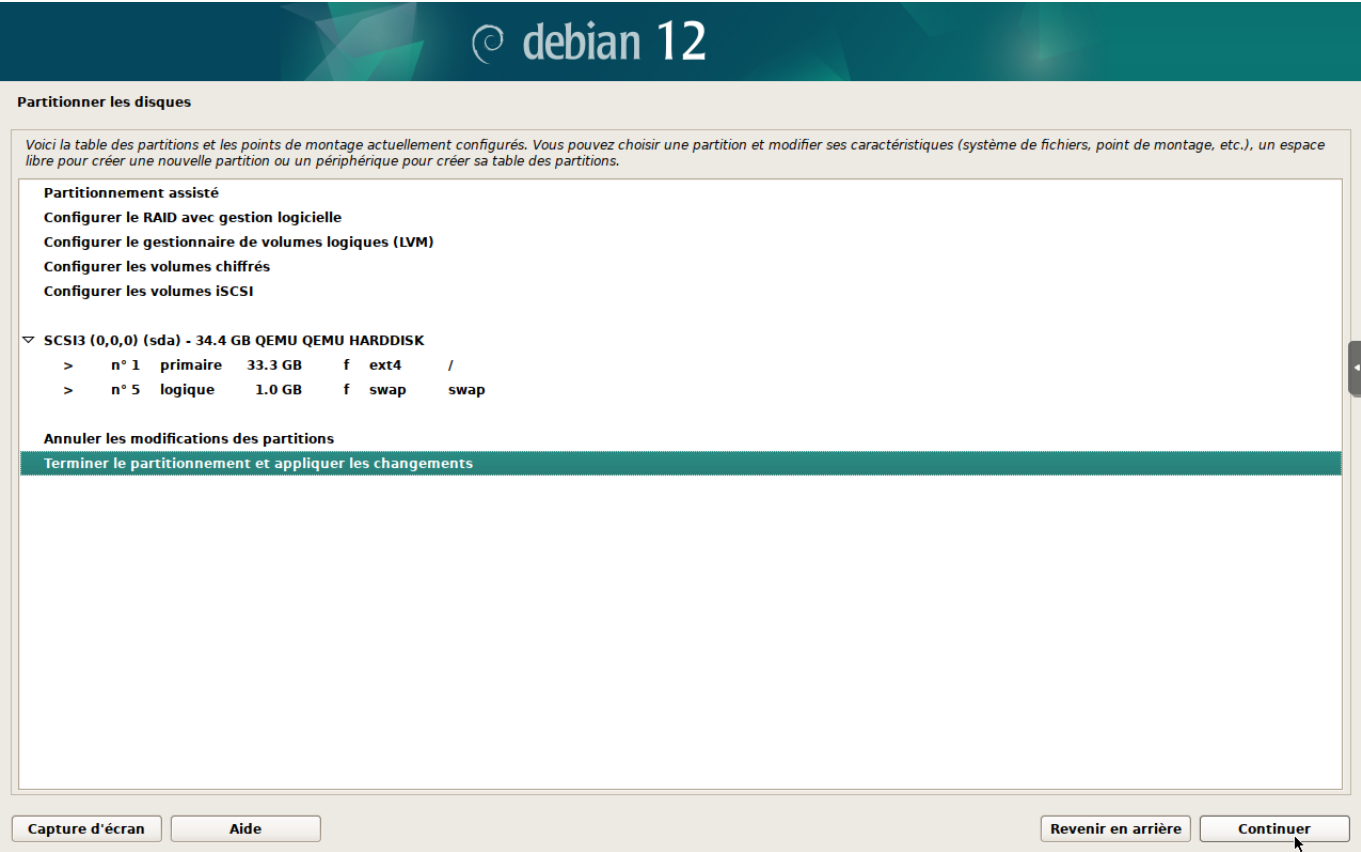 debian 12
Partitionner les disques
Voici la table des partitions et les points de montage actuellement configurés. Vous pouvez choisir une partition et modifier ses caractéristiques (système de fichiers, point de montage, etc.), un espace
libre pour créer une nouvelle partition ou un périphérique pour créer sa table des partitions.
Partitionnement assisté
Configurer le RAID avec gestion logicielle
Configurer le gestionnaire de volumes logiques (LVM)
Configurer les volumes chiffrés
Configurer les volumes iSCSI
SCSI3 (0,0,0) (sda) - 34.4 GB QEMU QEMU HARDDISK
> n° 1 primaire 33.3 GB f ext4 /
> n° 5 logique 1.0 GB f swap swap
Annuler les modifications des partitions
Terminer le partitionnement et appliquer les changements
Capture d'écran Aide Revenir en arrière Continuer